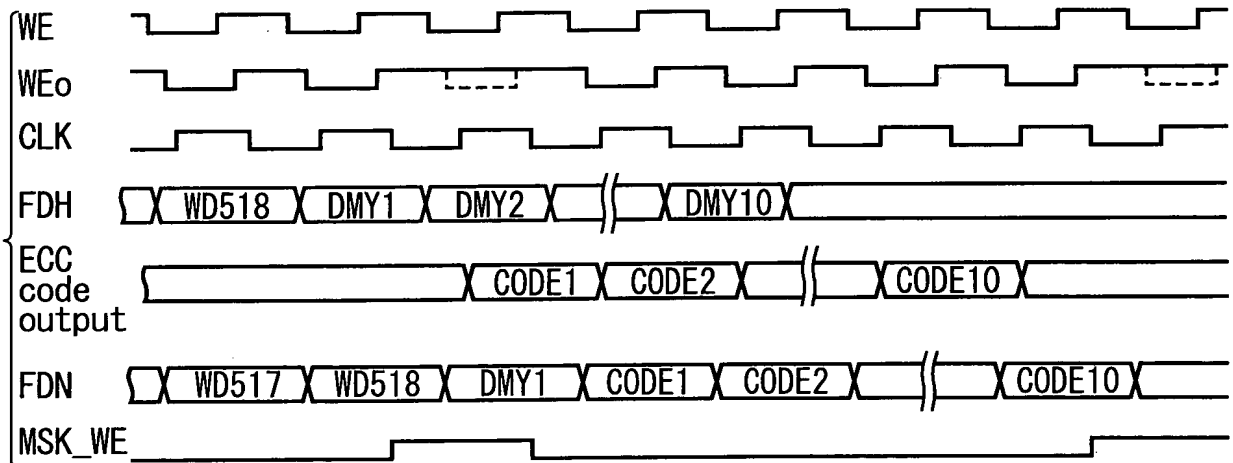 WE
WEo
CLK
FDH WD518 DMY1 DMY2 DMY10
ECC
code
output CODE1 CODE2 CODE10
FDN WD517 WD518 DMY1 CODE1 CODE2 CODE10
MSK_WE